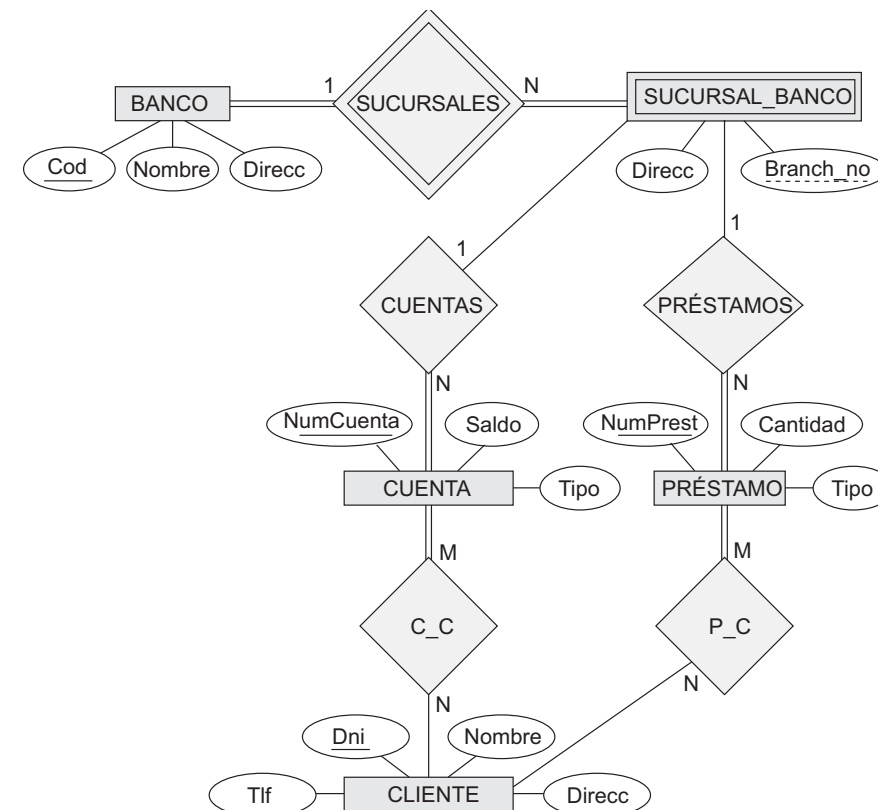 1
N
BANCO
SUCURSALES
SUCURSAL_BANCO
Cod
Nombre
Direcc
Direcc
Branch_no
1
1
CUENTAS
PRÉSTAMOS
N
N
NumCuenta
Saldo
NumPrest
Cantidad
CUENTA
Tipo
PRÉSTAMO
Tipo
M
M
C_C
P_C
N
N
Dni
Nombre
Tlf
CLIENTE
Direcc